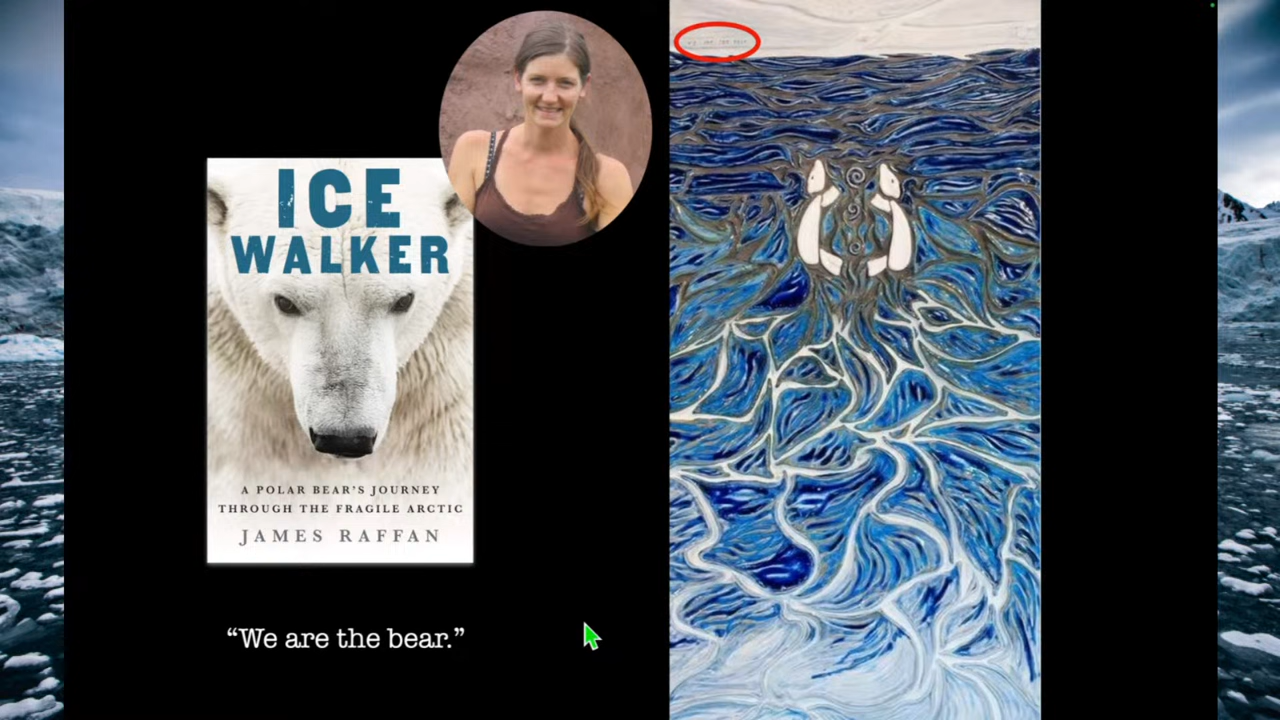 ICE
WALKER
A POLAR BEAR'S JOURNEY
THROUGH THE FRAGILE ARCTIC
JAMES RAFFAN
“We are the bear.”